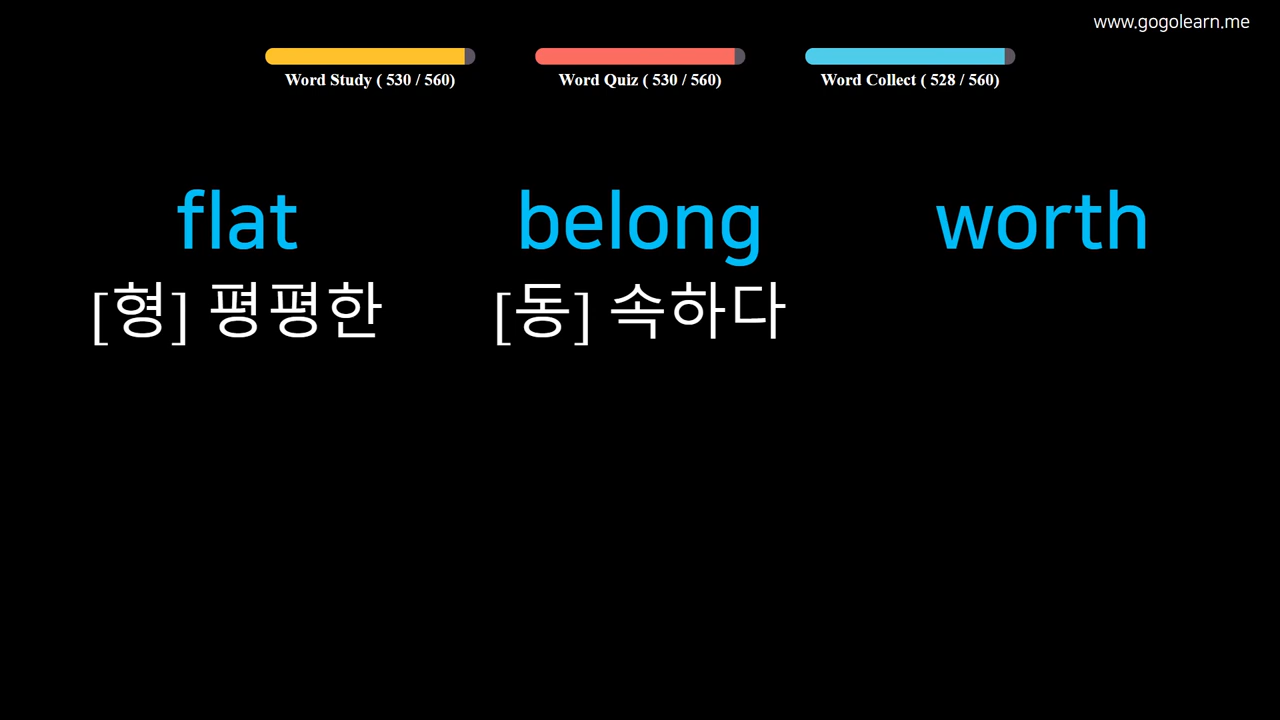 www.gogolearn.me
Word Study ( 530 / 560)
Word Quiz ( 530 / 560)
Word Collect ( 528 / 560)
flat
belong
worth
[형] 평평한
[동] 속하다